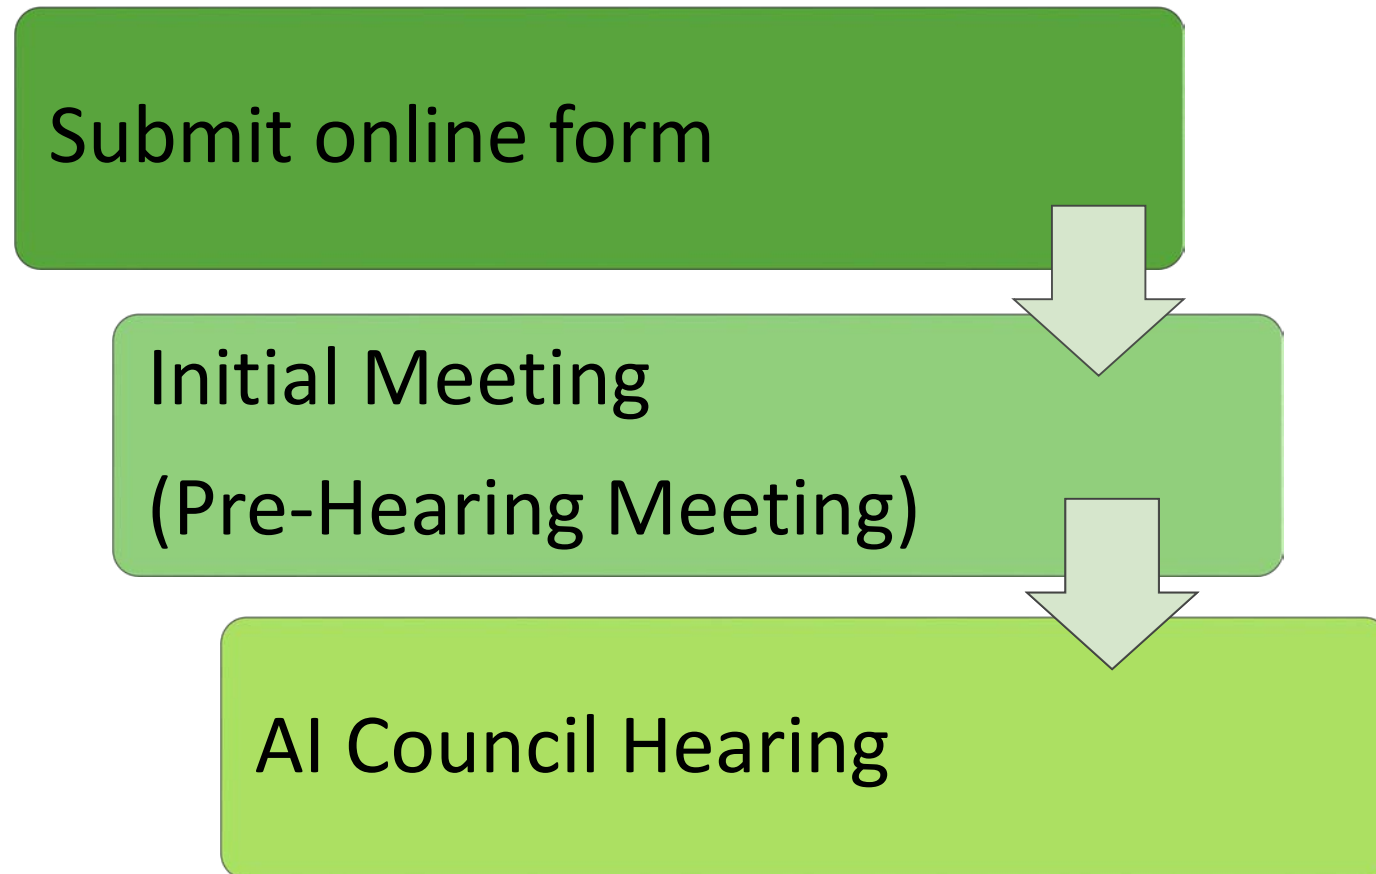 Submit online form
Initial Meeting
(Pre-Hearing Meeting)
AI Council Hearing